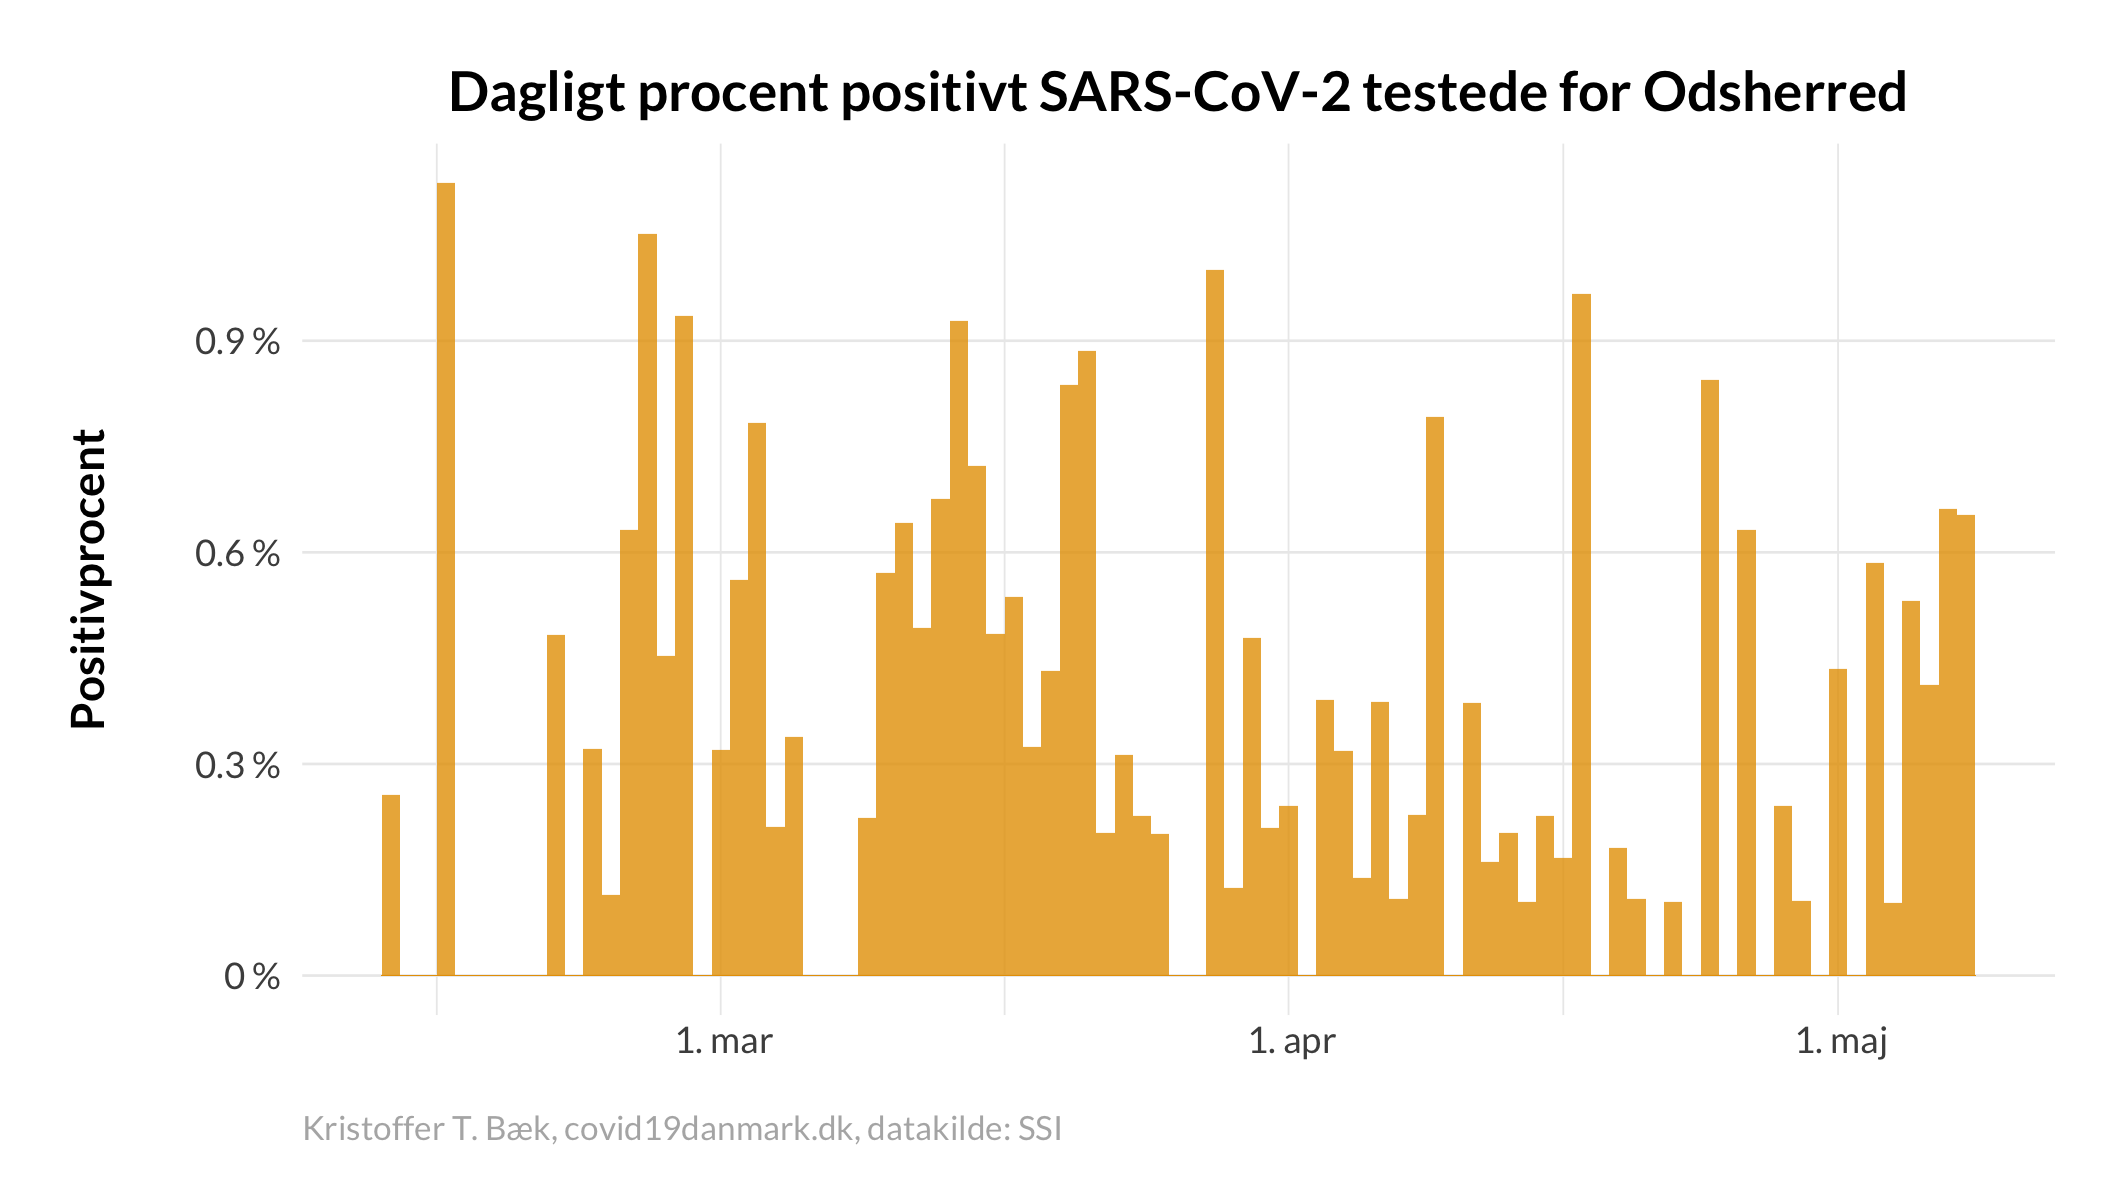 Dagligt procent positivt SARS-CoV-2 testede for Odsherred
Positivprocent
0.9 %
0.6 %
0.3 %
0 %
1. mar
1. apr
1. maj
Kristoffer T. Bæk, covid19danmark.dk, datakilde: SSI